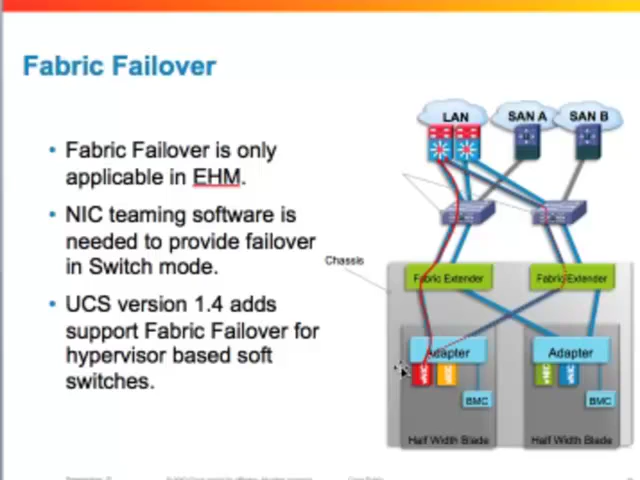 Fabric Failover
• Fabric Failover is only
applicable in EHM.
• NIC teaming software is
needed to provide failover
in Switch mode.
• UCS version 1.4 adds
support Fabric Failover for
hypervisor based soft
switches.
LAN
SAN A
SAN B
Chassis
Fabric Extender
Fabric Extender
Adapter
Adapter
vNIC
BMC
BMC
Half Width Blade
Half Width Blade